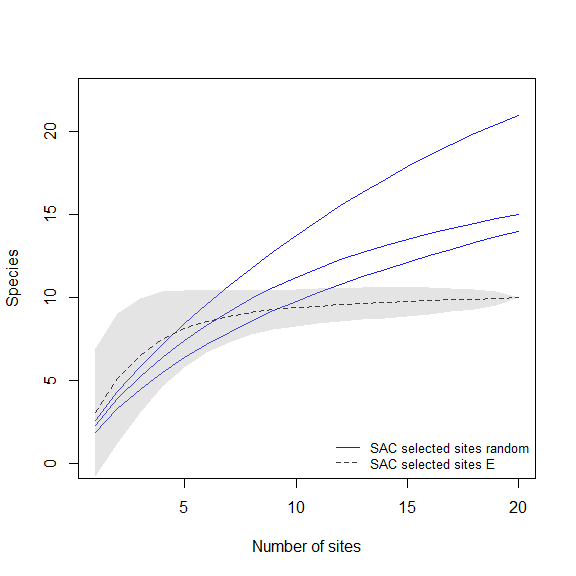 Species
20
15
10
5
0
SAC selected sites random
SAC selected sites E
5 10 15 20
Number of sites